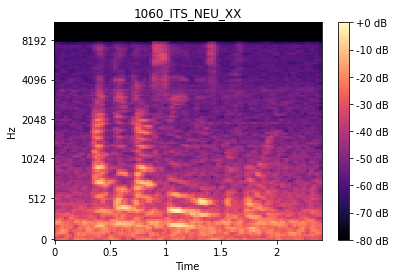 1060_ITS_NEU_XX
+0 dB
8192
-10 dB
4096
-20 dB
-30 dB
2048
Hz
-40 dB
1024
-50 dB
512
-60 dB
-70 dB
0
-80 dB
0 0.5 1 1.5 2
Time